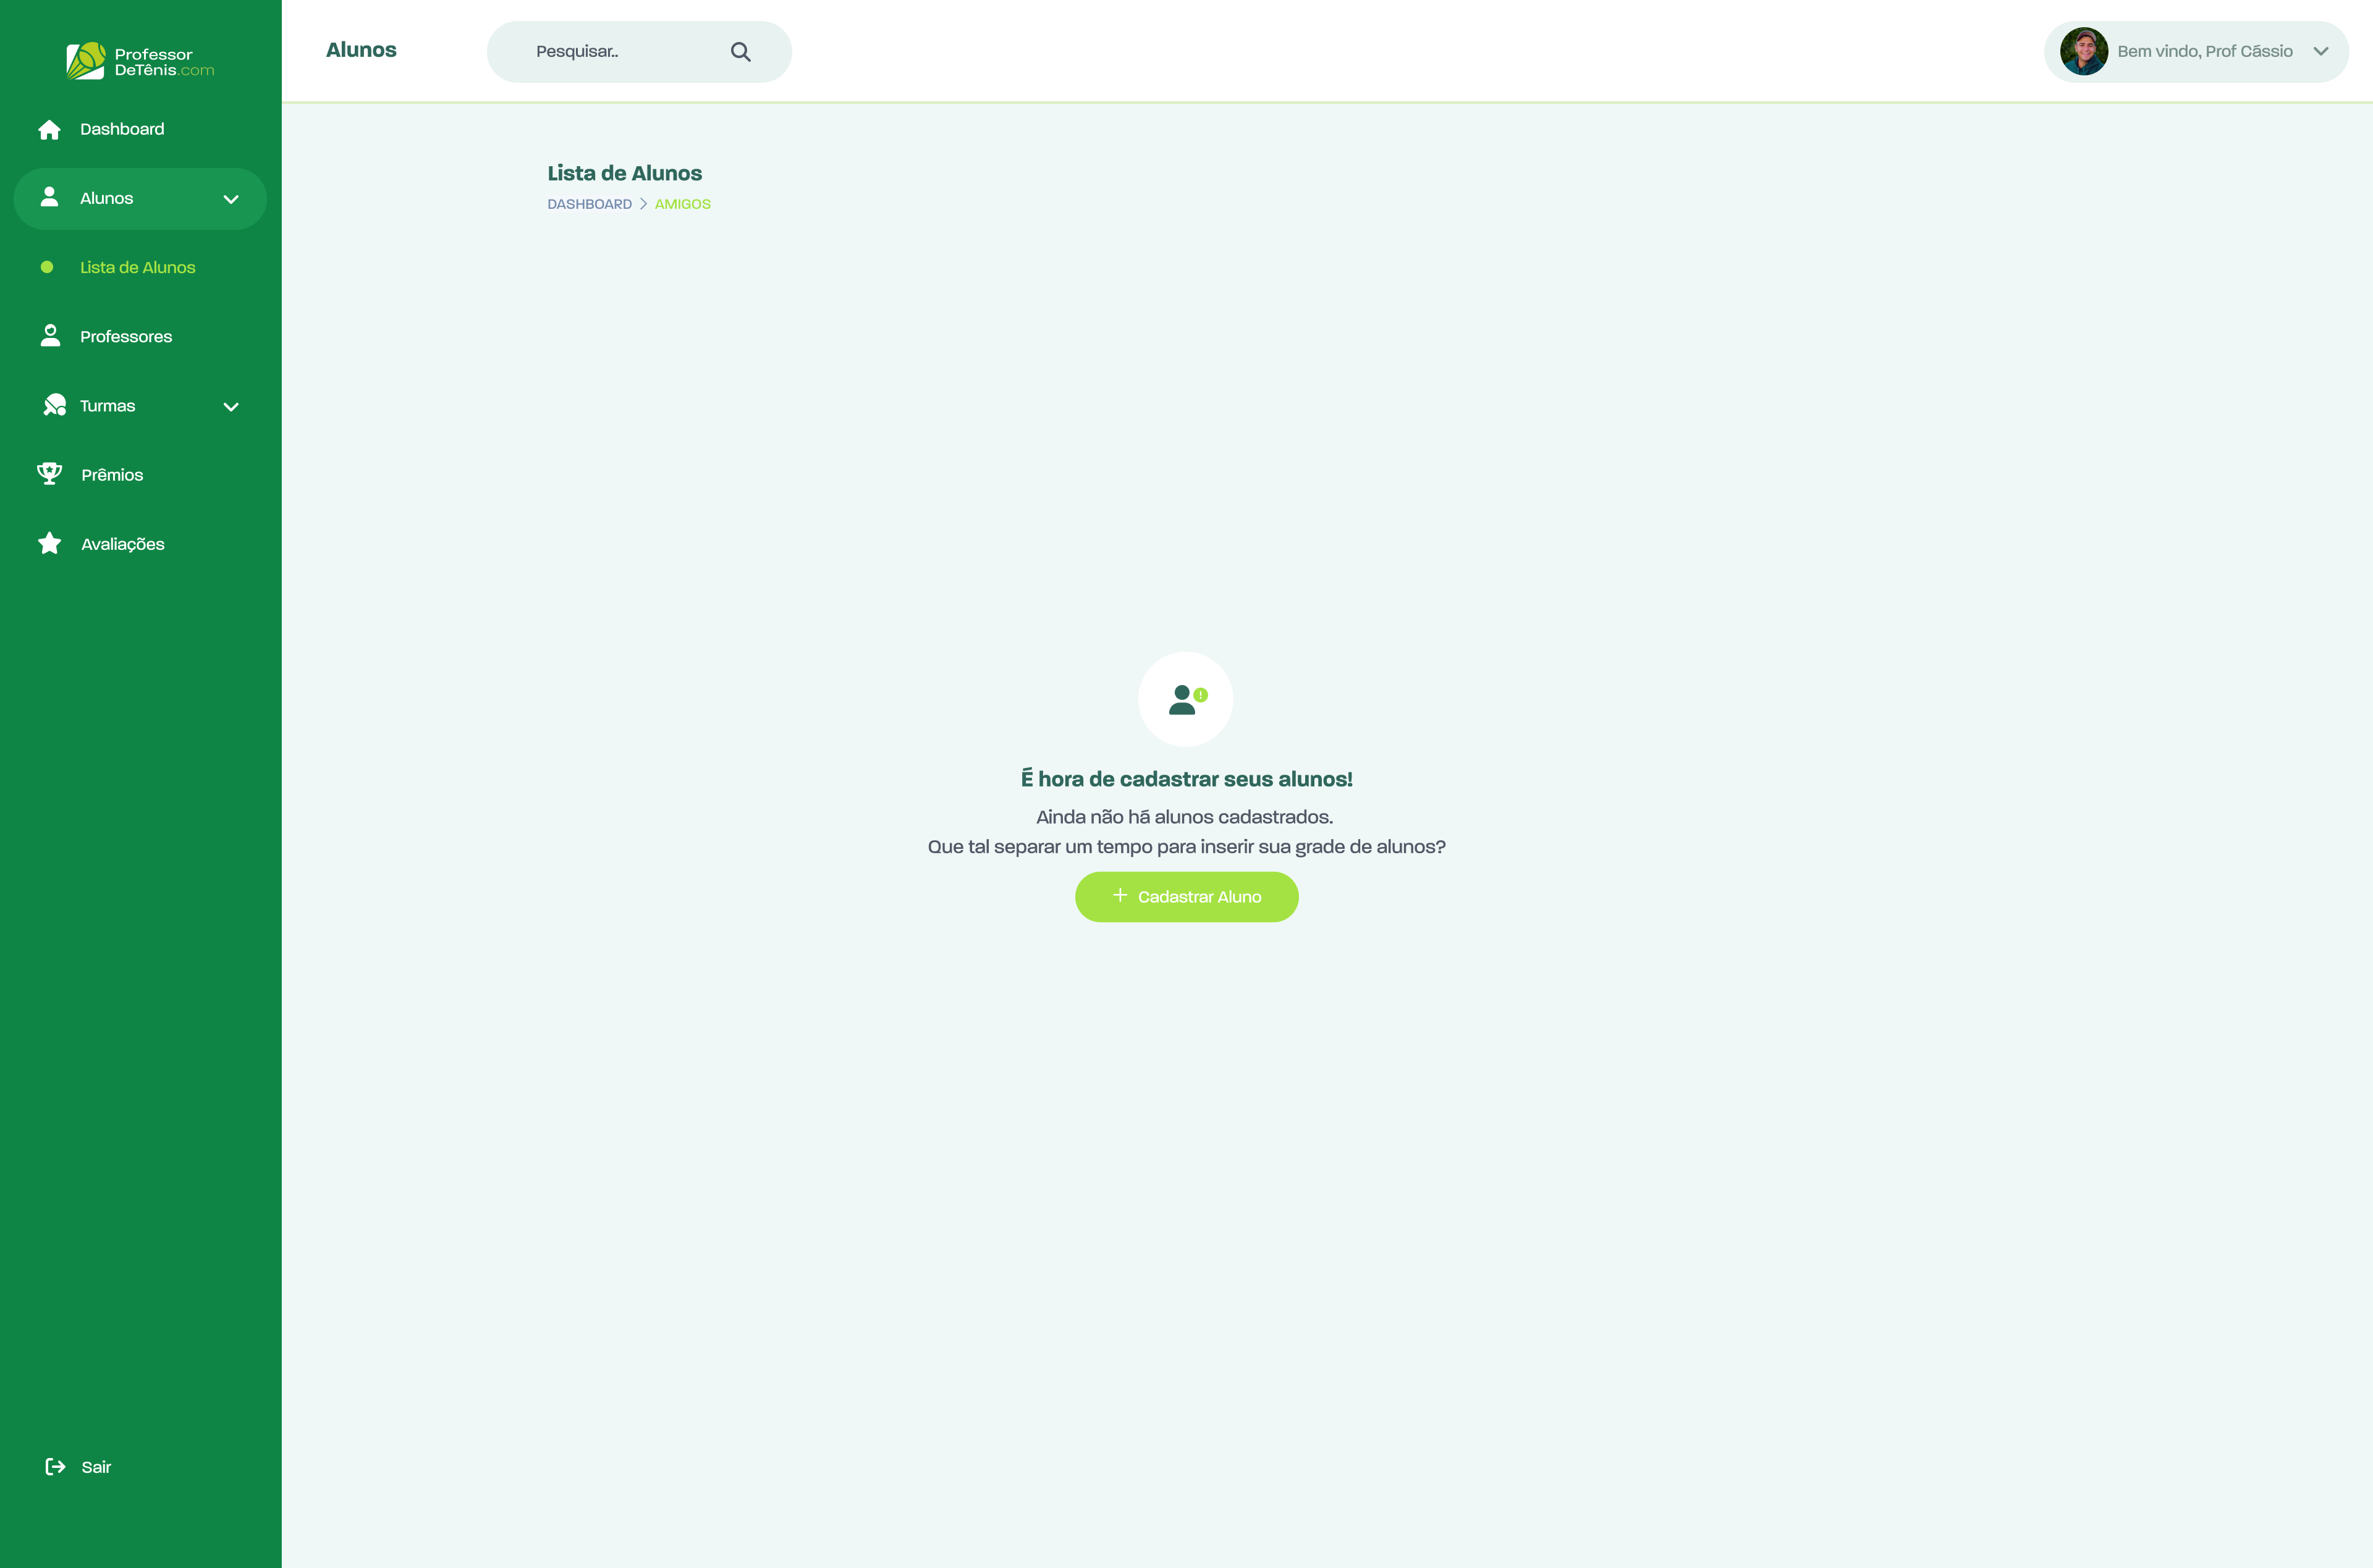 Professor
DeTênis.com
Dashboard
Alunos
Lista de Alunos
Professores
Turmas
Prêmios
Avaliações
Sair
Alunos
Pesquisar..
Bem vindo, Prof Cássio
Lista de Alunos
DASHBOARD > AMIGOS
É hora de cadastrar seus alunos!
Ainda não há alunos cadastrados.
Que tal separar um tempo para inserir sua grade de alunos?
+ Cadastrar Aluno